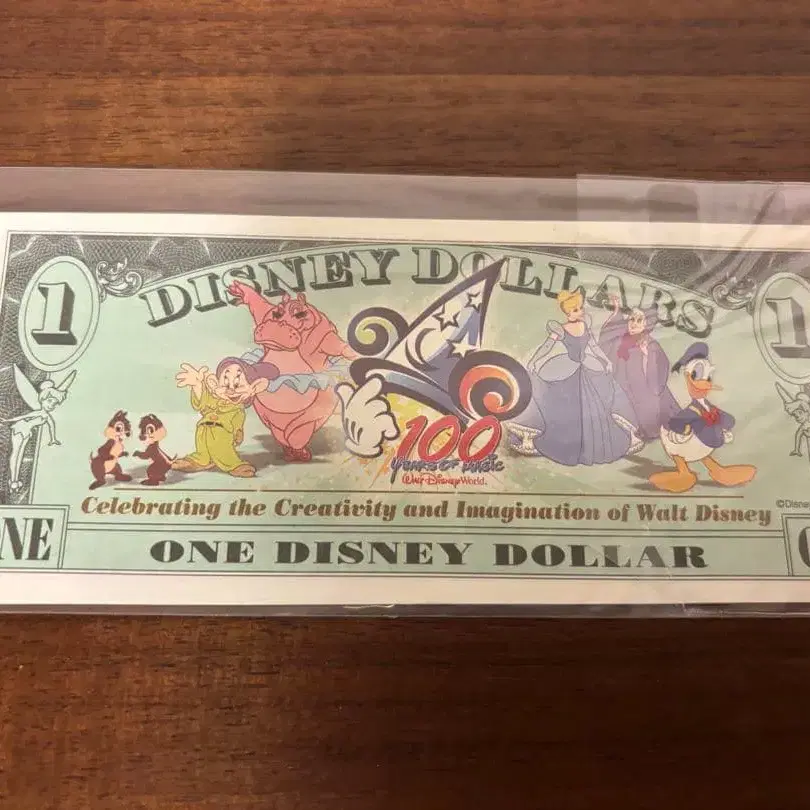 DISNEY DOLLARS
1 1
100
YEARS OF MAGIC
Walt Disney World.
Celebrating the Creativity and Imagination of Walt Disney
©Disney
NE ONE DISNEY DOLLAR O